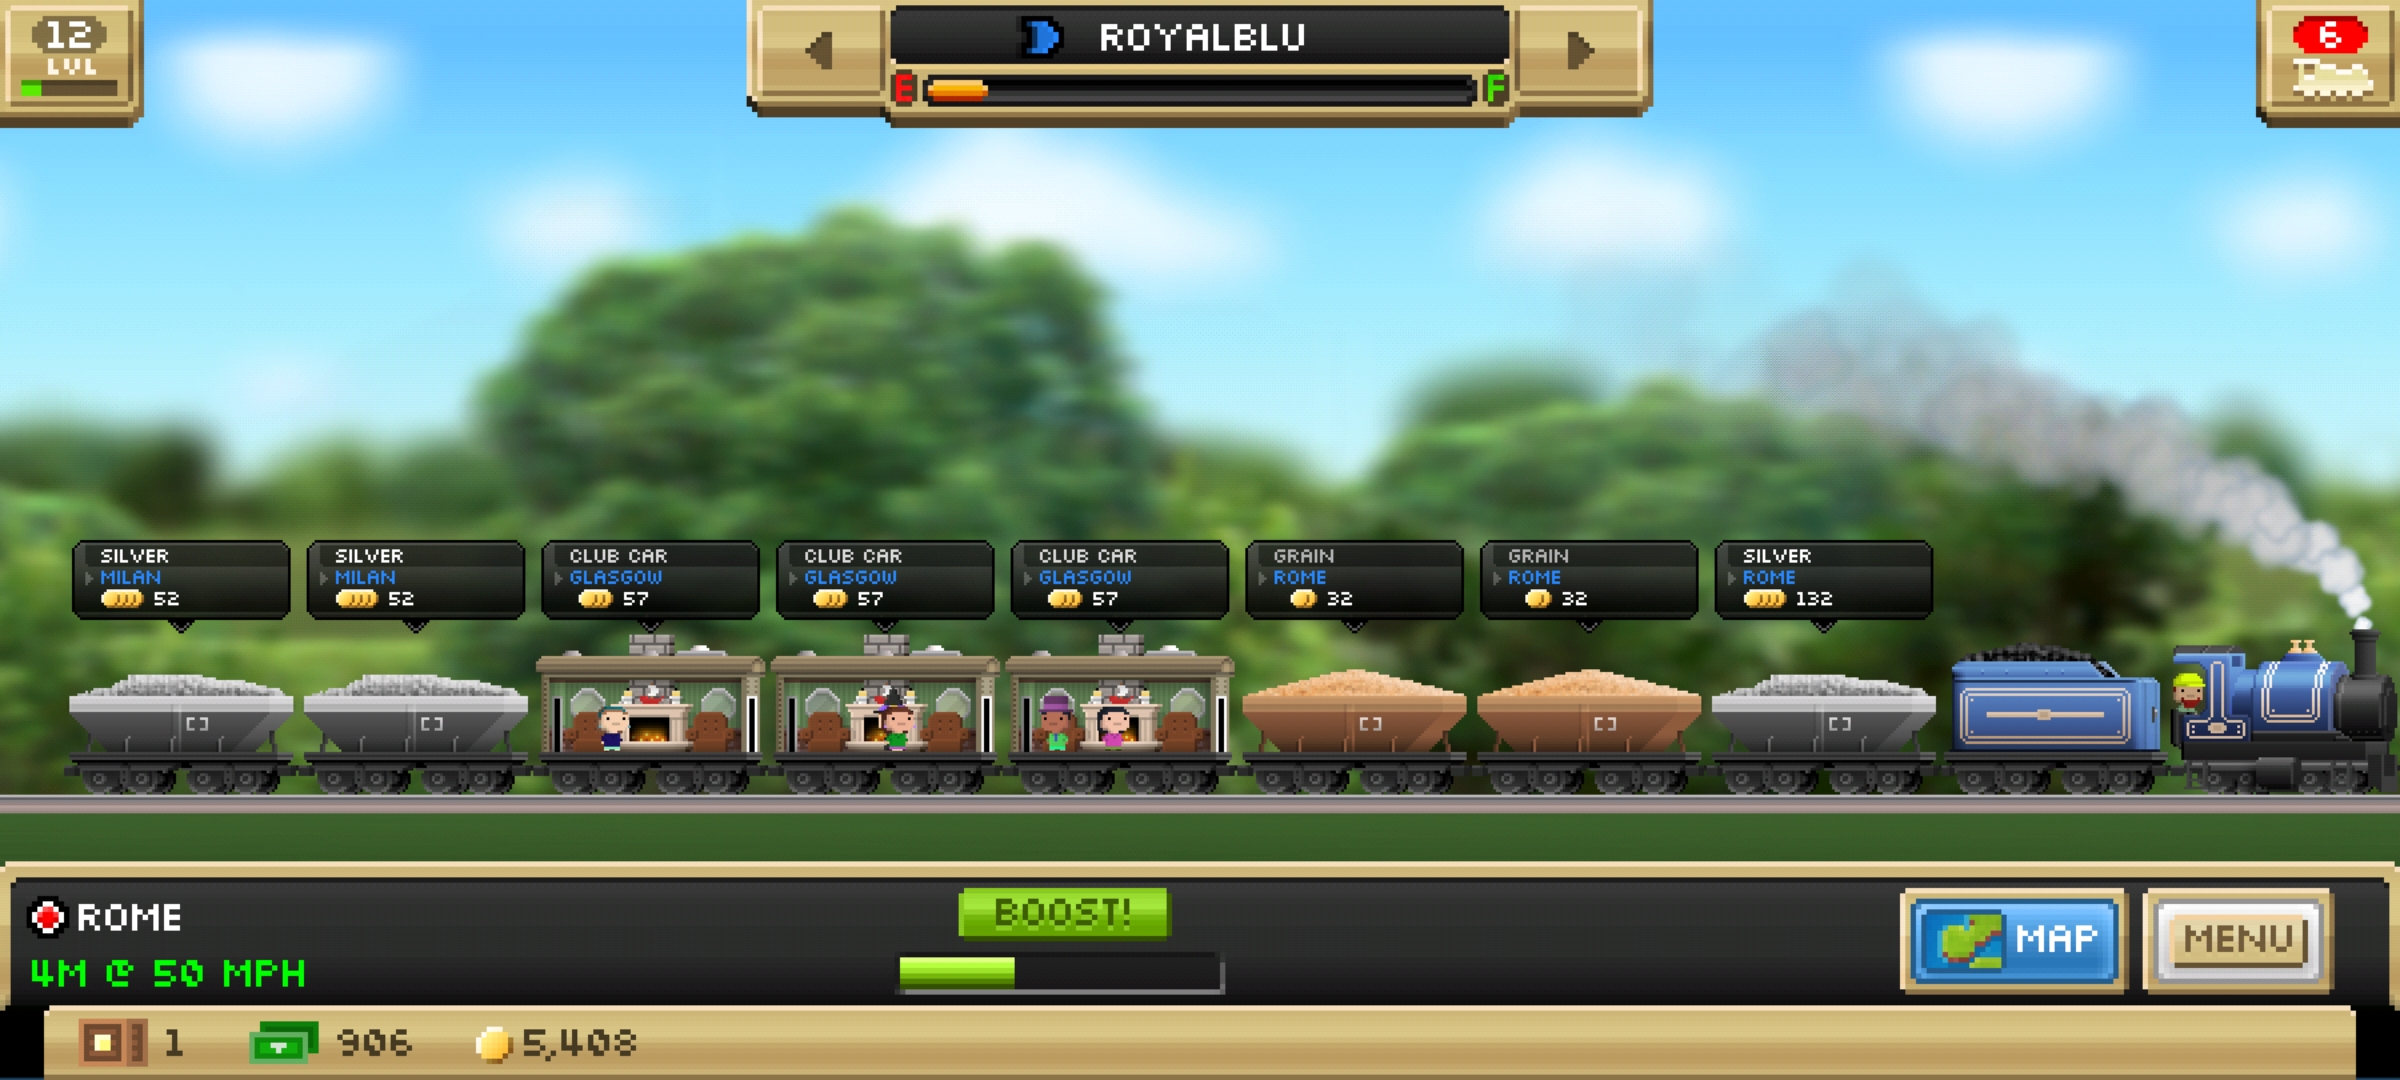 12
LVL
ROYALBLU
E F
6
SILVER
MILAN
52
SILVER
MILAN
52
CLUB CAR
GLASGOW
57
CLUB CAR
GLASGOW
57
CLUB CAR
GLASGOW
57
GRAIN
ROME
32
GRAIN
ROME
32
SILVER
ROME
132
ROME
4M @ 50 MPH
BOOST!
MAP
MENU
1 906 5,408